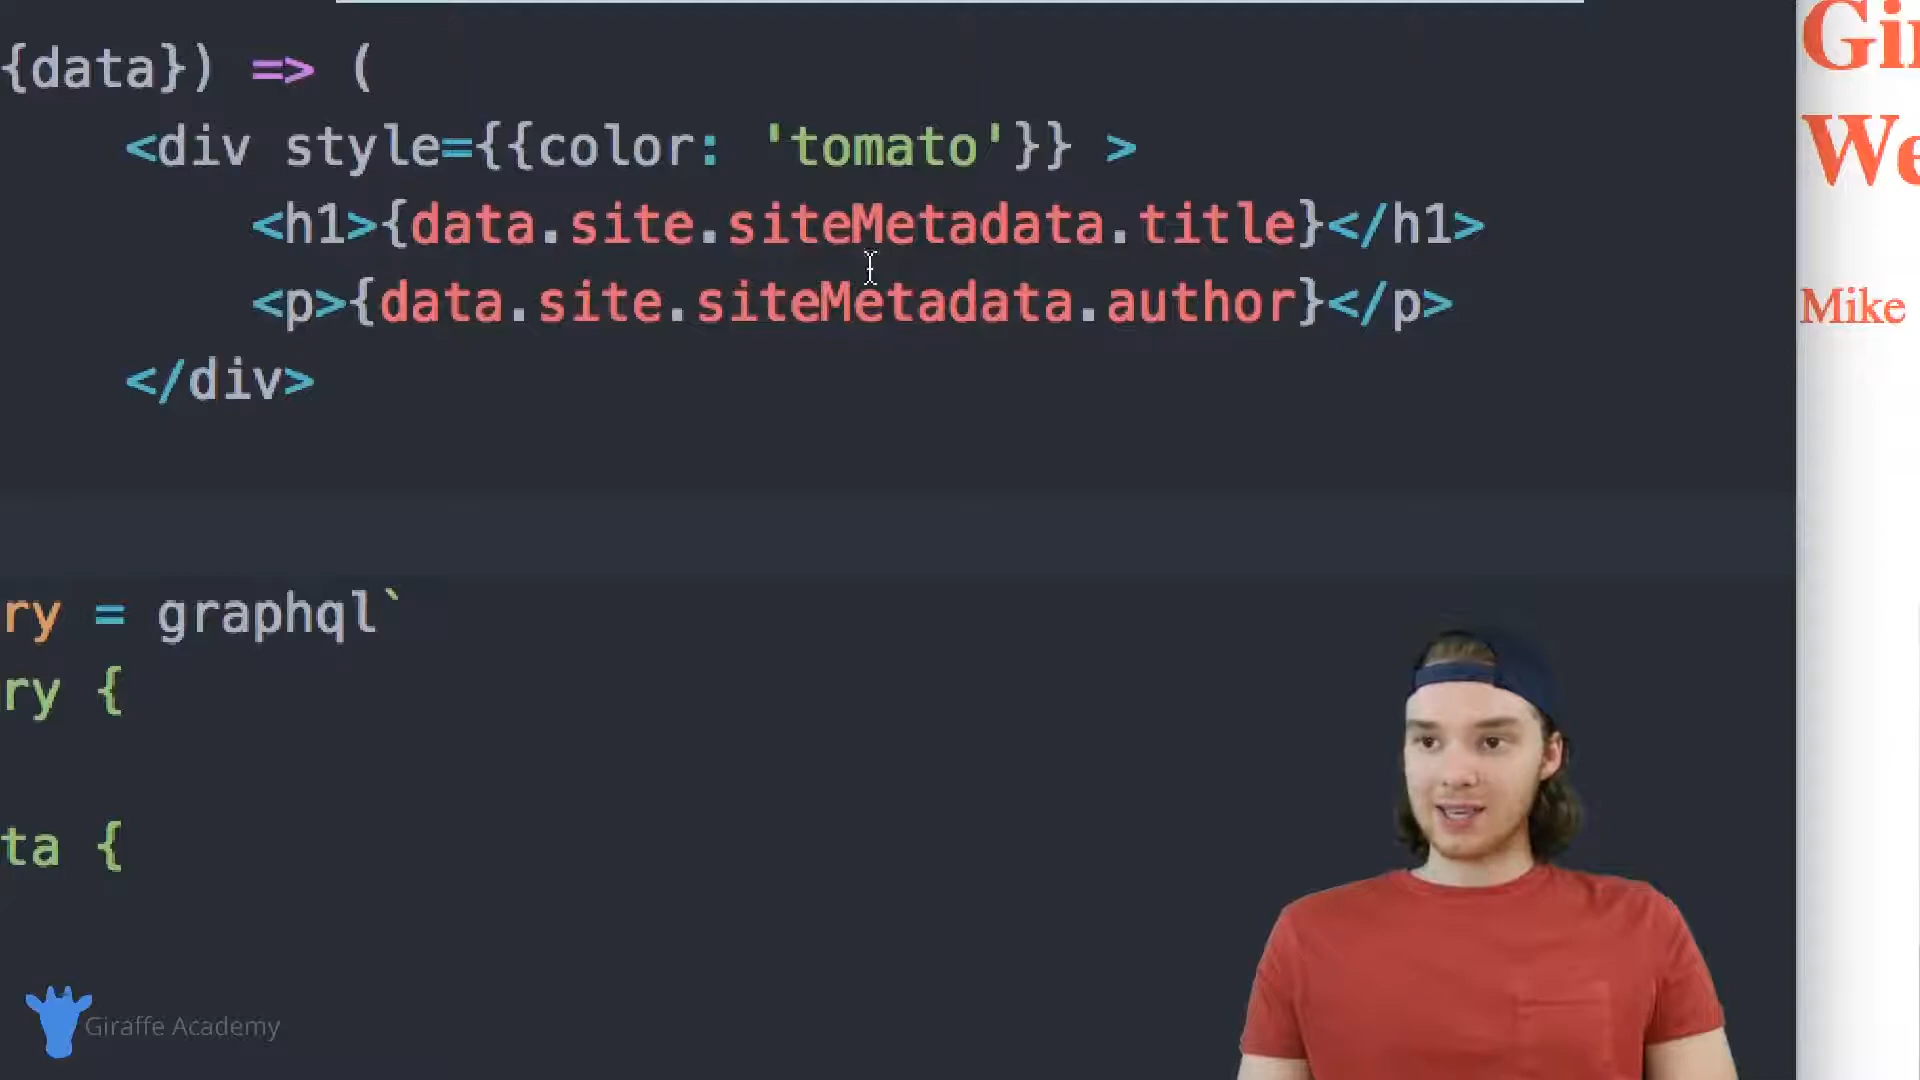 {data}) => (
<div style={{color: 'tomato'}} >
<h1>{data.site.siteMetadata.title}</h1>
<p>{data.site.siteMetadata.author}</p>
</div>
ry = graphql`
ry {
ta {
Gir
We
Mike
Giraffe Academy